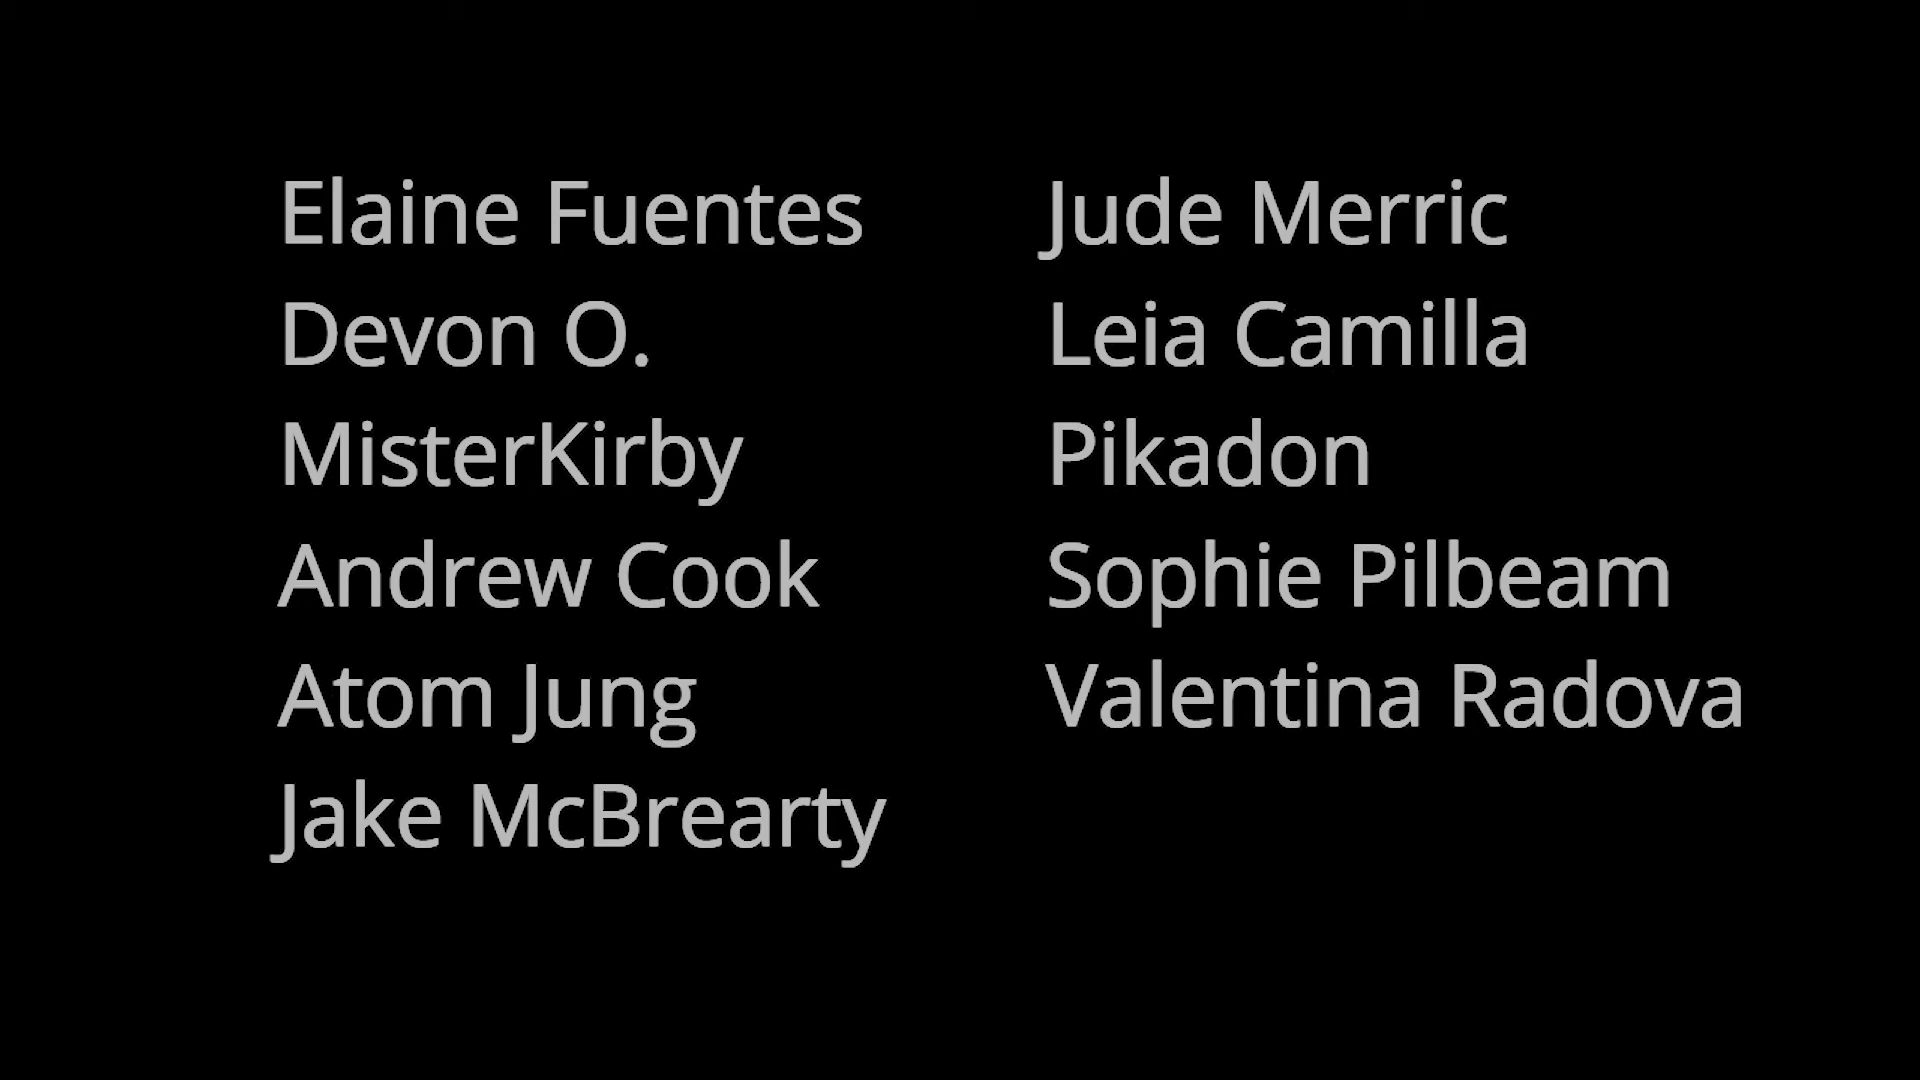 Elaine Fuentes
Devon O.
MisterKirby
Andrew Cook
Atom Jung
Jake McBrearty
Jude Merric
Leia Camilla
Pikadon
Sophie Pilbeam
Valentina Radova